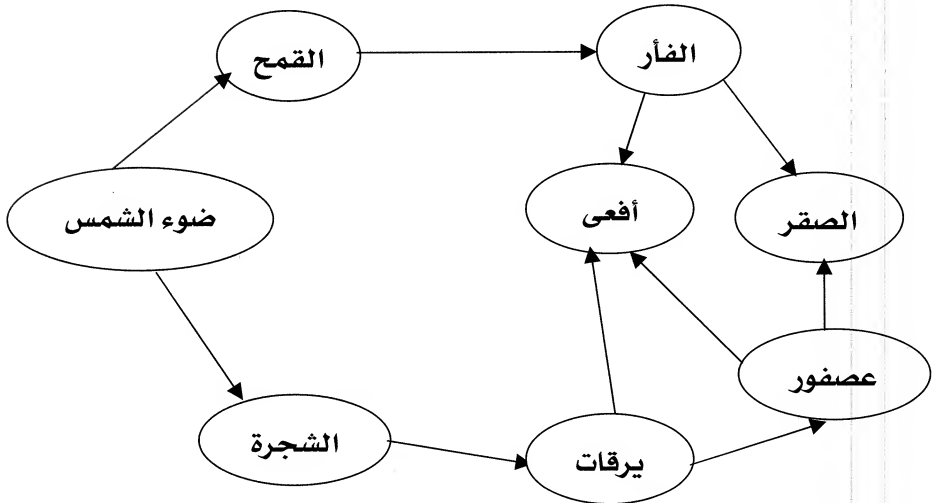 القمح
الفأر
ضوء الشمس
أفعى
الصقر
عصفور
الشجرة
يرقات